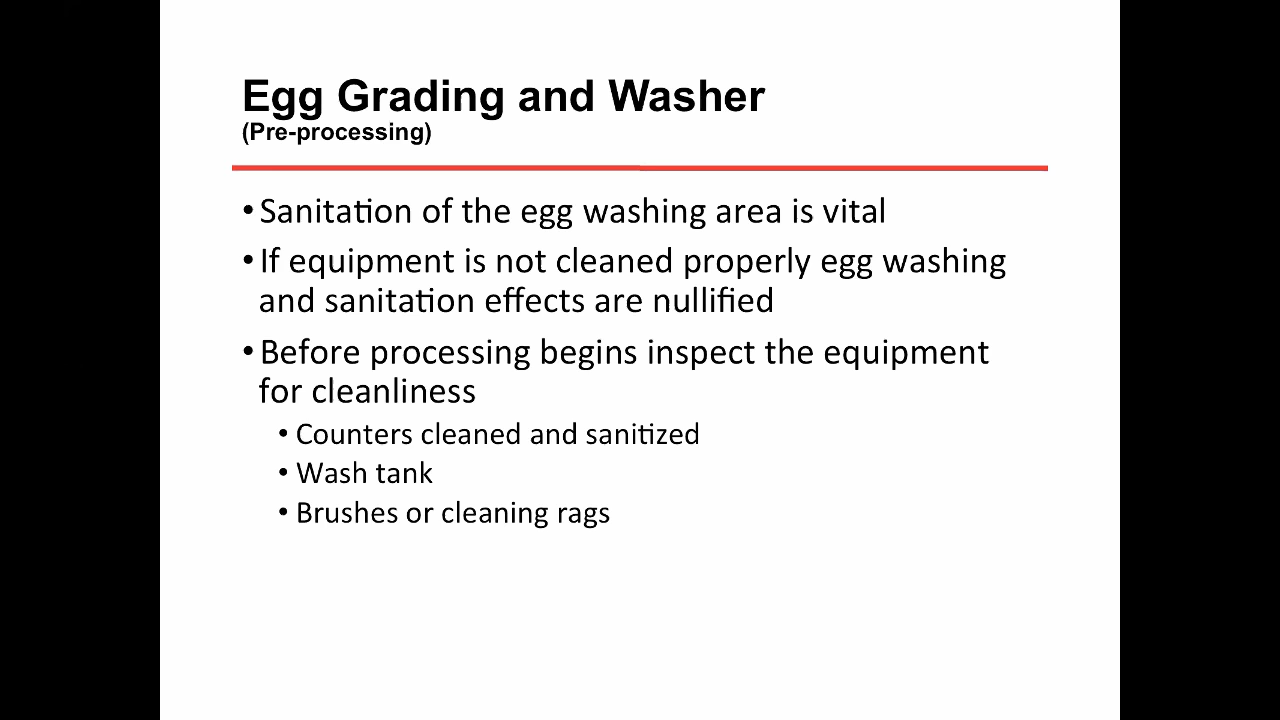 Egg Grading and Washer
(Pre-processing)
•Sanitation of the egg washing area is vital
•If equipment is not cleaned properly egg washing
and sanitation effects are nullified
•Before processing begins inspect the equipment
for cleanliness
• Counters cleaned and sanitized
• Wash tank
• Brushes or cleaning rags